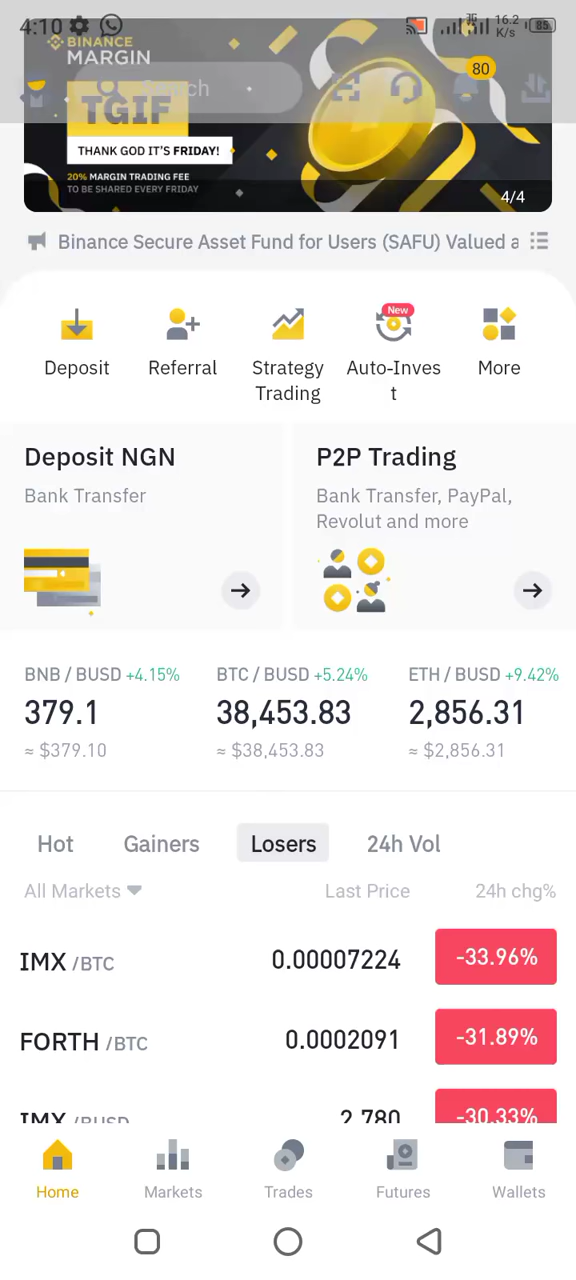 4:10
3G
16.2
K/s
85
BINANCE
MARGIN
80
Search
TGIF
THANK GOD IT'S FRIDAY!
20% MARGIN TRADING FEE
TO BE SHARED EVERY FRIDAY
4/4
Binance Secure Asset Fund for Users (SAFU) Valued a
New
Deposit
Referral
Strategy
Trading
Auto-Inves
t
More
Deposit NGN
Bank Transfer
P2P Trading
Bank Transfer, PayPal,
Revolut and more
BNB / BUSD +4.15%
379.1
≈ $379.10
BTC / BUSD +5.24%
38,453.83
≈ $38,453.83
ETH / BUSD +9.42%
2,856.31
≈ $2,856.31
Hot Gainers Losers 24h Vol
All Markets Last Price 24h chg%
IMX /BTC 0.00007224 -33.96%
FORTH /BTC 0.0002091 -31.89%
IMX /BUSD 2.780 -30.33%
Home Markets Trades Futures Wallets